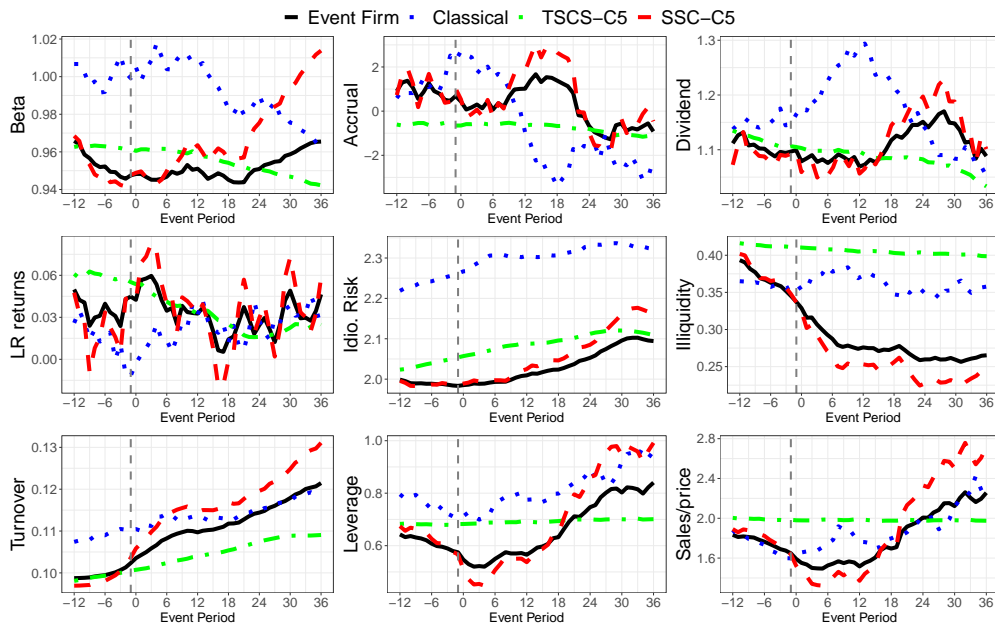 Event Firm Classical TSCS−C5 SSC−C5
Beta
1.02
1.00
0.98
0.96
0.94
−12 −6 0 6 12 18 24 30 36
Event Period
Accrual
2
0
−2
−12 −6 0 6 12 18 24 30 36
Event Period
Dividend
1.3
1.2
1.1
−12 −6 0 6 12 18 24 30 36
Event Period
LR returns
0.06
0.03
0.00
−12 −6 0 6 12 18 24 30 36
Event Period
Idio. Risk
2.3
2.2
2.1
2.0
−12 −6 0 6 12 18 24 30 36
Event Period
Illiquidity
0.40
0.35
0.30
0.25
−12 −6 0 6 12 18 24 30 36
Event Period
Turnover
0.13
0.12
0.11
0.10
−12 −6 0 6 12 18 24 30 36
Event Period
Leverage
1.0
0.8
0.6
−12 −6 0 6 12 18 24 30 36
Event Period
Sales/price
2.8
2.4
2.0
1.6
−12 −6 0 6 12 18 24 30 36
Event Period